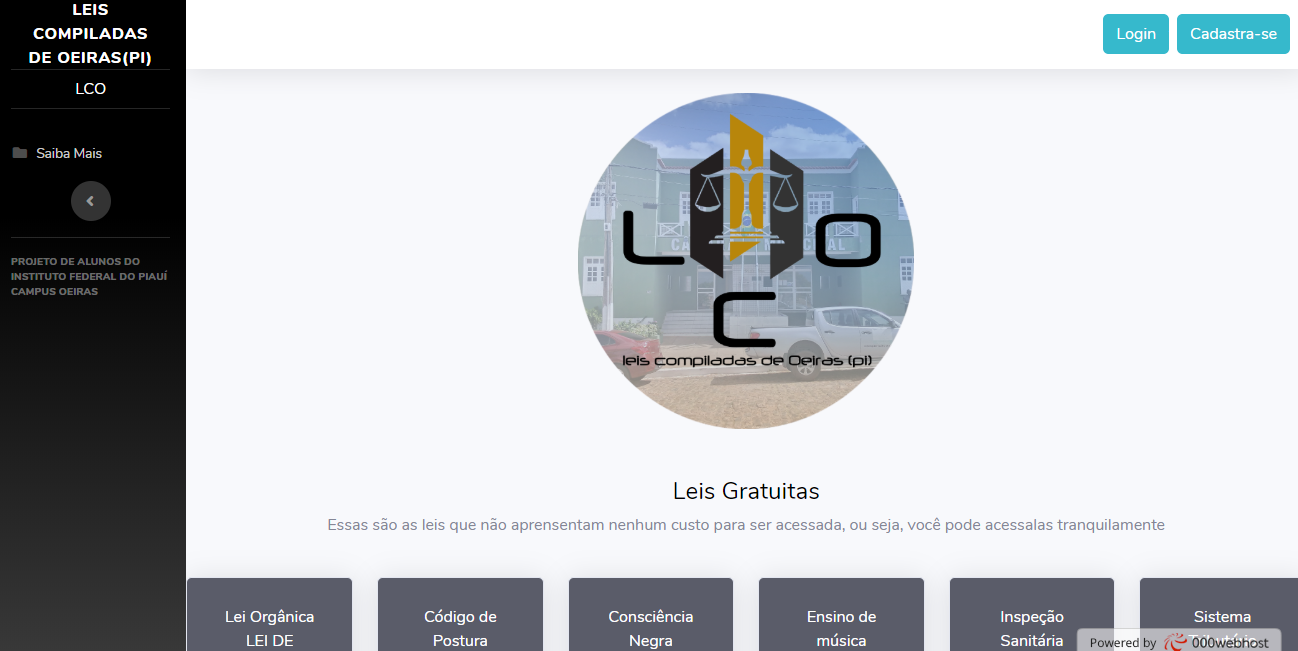 LEIS
COMPILADAS
DE OEIRAS(PI)
LCO
Saiba Mais
PROJETO DE ALUNOS DO
INSTITUTO FEDERAL DO PIAUÍ
CAMPUS OEIRAS
Login
Cadastra-se
L O
C
leis compiladas de Oeiras (pi)
Leis Gratuitas
Essas são as leis que não aprensentam nenhum custo para ser acessada, ou seja, você pode acessalas tranquilamente
Lei Orgânica
LEI DE
Código de
Postura
Consciência
Negra
Ensino de
música
Inspeção
Sanitária
Sistema
Powered by 000webhost